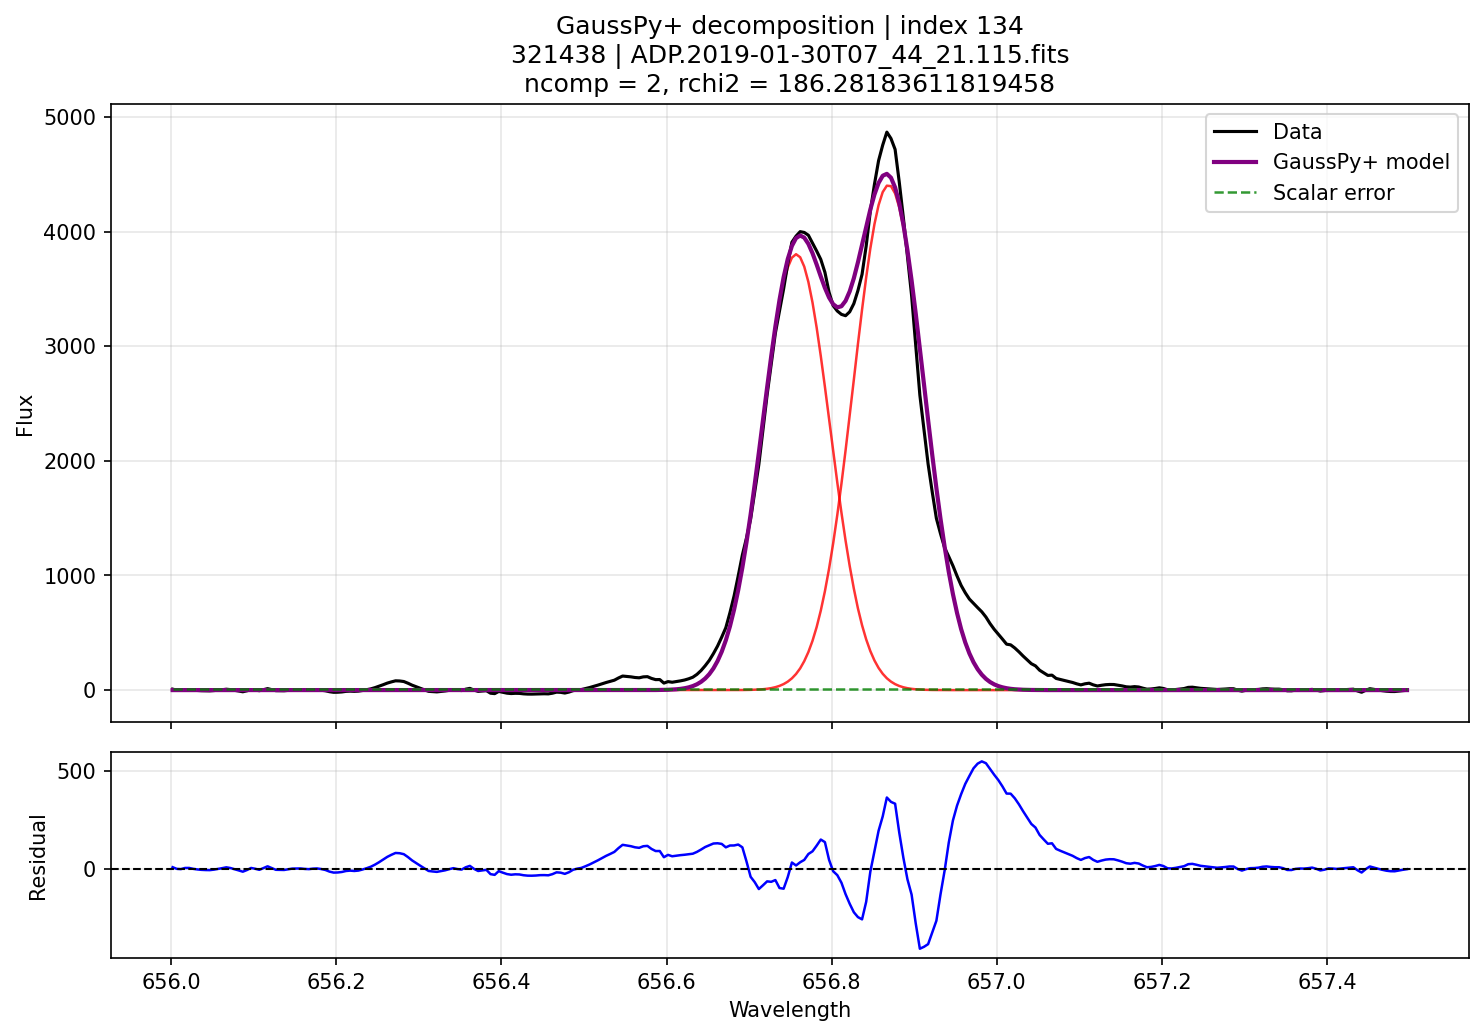 GaussPy+ decomposition | index 134
321438 | ADP.2019-01-30T07_44_21.115.fits
ncomp = 2, rchi2 = 186.28183611819458
5000
4000
3000
2000
1000
0
Flux
Data
GaussPy+ model
Scalar error
500
0
Residual
656.0 656.2 656.4 656.6 656.8 657.0 657.2 657.4
Wavelength